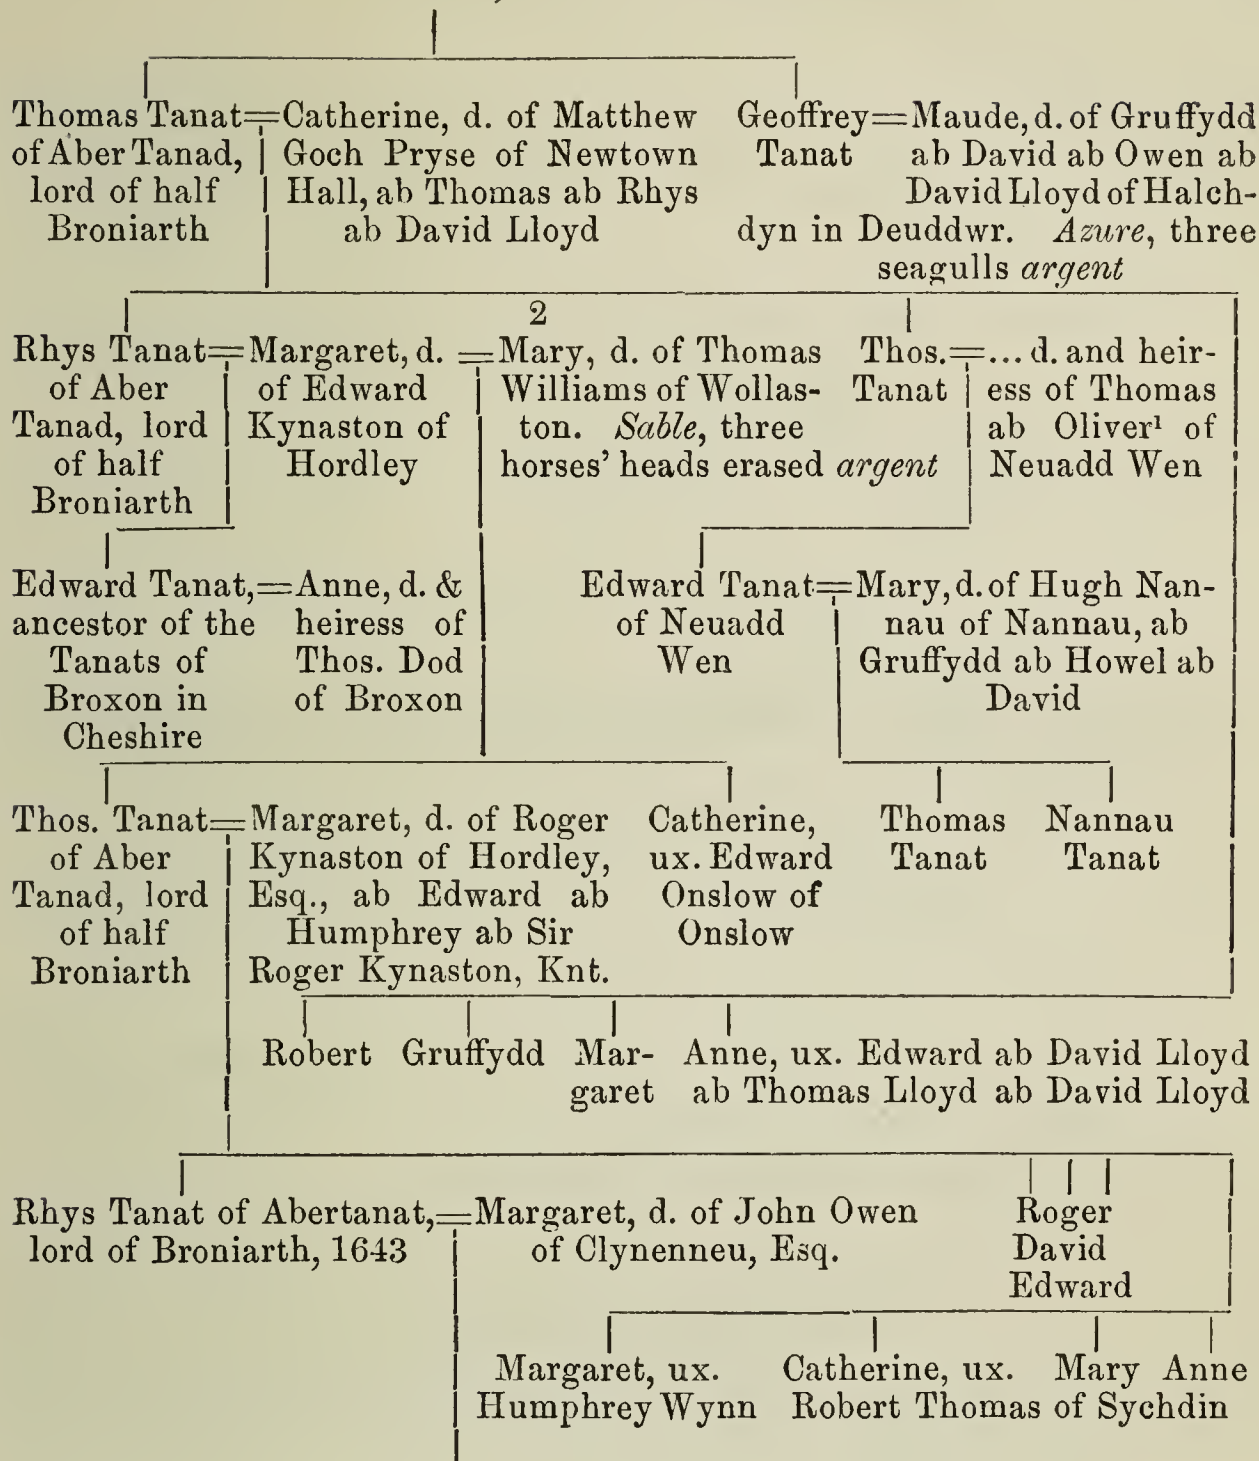 Thomas Tanat=Catherine, d. of Matthew Geoffrey=Maude, d. of Gruffydd
of Aber Tanad, Goch Pryse of Newtown Tanat ab David ab Owen ab
lord of half Hall, ab Thomas ab Rhys David Lloyd of Halch-
Broniarth ab David Lloyd dyn in Deuddwr. Azure, three
seagulls argent
2
Rhys Tanat=Margaret, d. =Mary, d. of Thomas Thos.=... d. and heir-
of Aber of Edward Williams of Wollas- Tanat ess of Thomas
Tanad, lord Kynaston of ton. Sable, three ab Oliver¹ of
of half Hordley horses' heads erased argent Neuadd Wen
Broniarth
Edward Tanat,=Anne, d. & Edward Tanat=Mary, d. of Hugh Nan-
ancestor of the heiress of of Neuadd nau of Nannau, ab
Tanats of Thos. Dod Wen Gruffydd ab Howel ab
Broxon in of Broxon David
Cheshire
Thos. Tanat=Margaret, d. of Roger Catherine, Thomas Nannau
of Aber Kynaston of Hordley, ux. Edward Tanat Tanat
Tanad, lord Esq., ab Edward ab Onslow of
of half Humphrey ab Sir Onslow
Broniarth Roger Kynaston, Knt.
Robert Gruffydd Mar- Anne, ux. Edward ab David Lloyd
garet ab Thomas Lloyd ab David Lloyd
Rhys Tanat of Abertanat,=Margaret, d. of John Owen Roger
lord of Broniarth, 1643 of Clynenneu, Esq. David
Edward
Margaret, ux. Catherine, ux. Mary Anne
Humphrey Wynn Robert Thomas of Sychdin